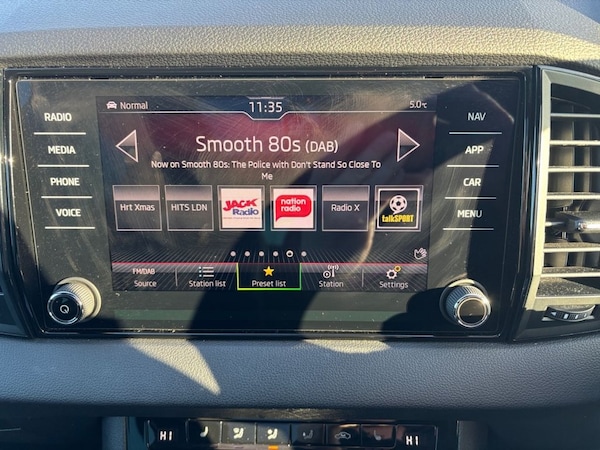 RADIO
MEDIA
PHONE
VOICE
Normal
11:35
5.0°C
Smooth 80s (DAB)
Now on Smooth 80s: The Police with Don't Stand So Close To
Me
Hrt Xmas
HITS LDN
JACK Radio
nation radio
Radio X
talkSPORT
FM/DAB
Source
Station list
Preset list
Station
Settings
NAV
APP
CAR
MENU
HI
HI